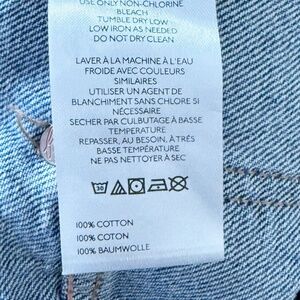 USE ONLY NON-CHLORINE
BLEACH
TUMBLE DRY LOW
LOW IRON AS NEEDED
DO NOT DRY CLEAN
LAVER À LA MACHINE À L'EAU
FROIDE AVEC COULEURS
SIMILAIRES
UTILISER UN AGENT DE
BLANCHIMENT SANS CHLORE SI
NÉCESSAIRE
SECHER PAR CULBUTAGE À BASSE
TEMPERATURE
REPASSER, AU BESOIN, À TRÈS
BASSE TEMPÉRATURE
NE PAS NETTOYER À SEC
30
100% COTTON
100% COTON
100% BAUMWOLLE